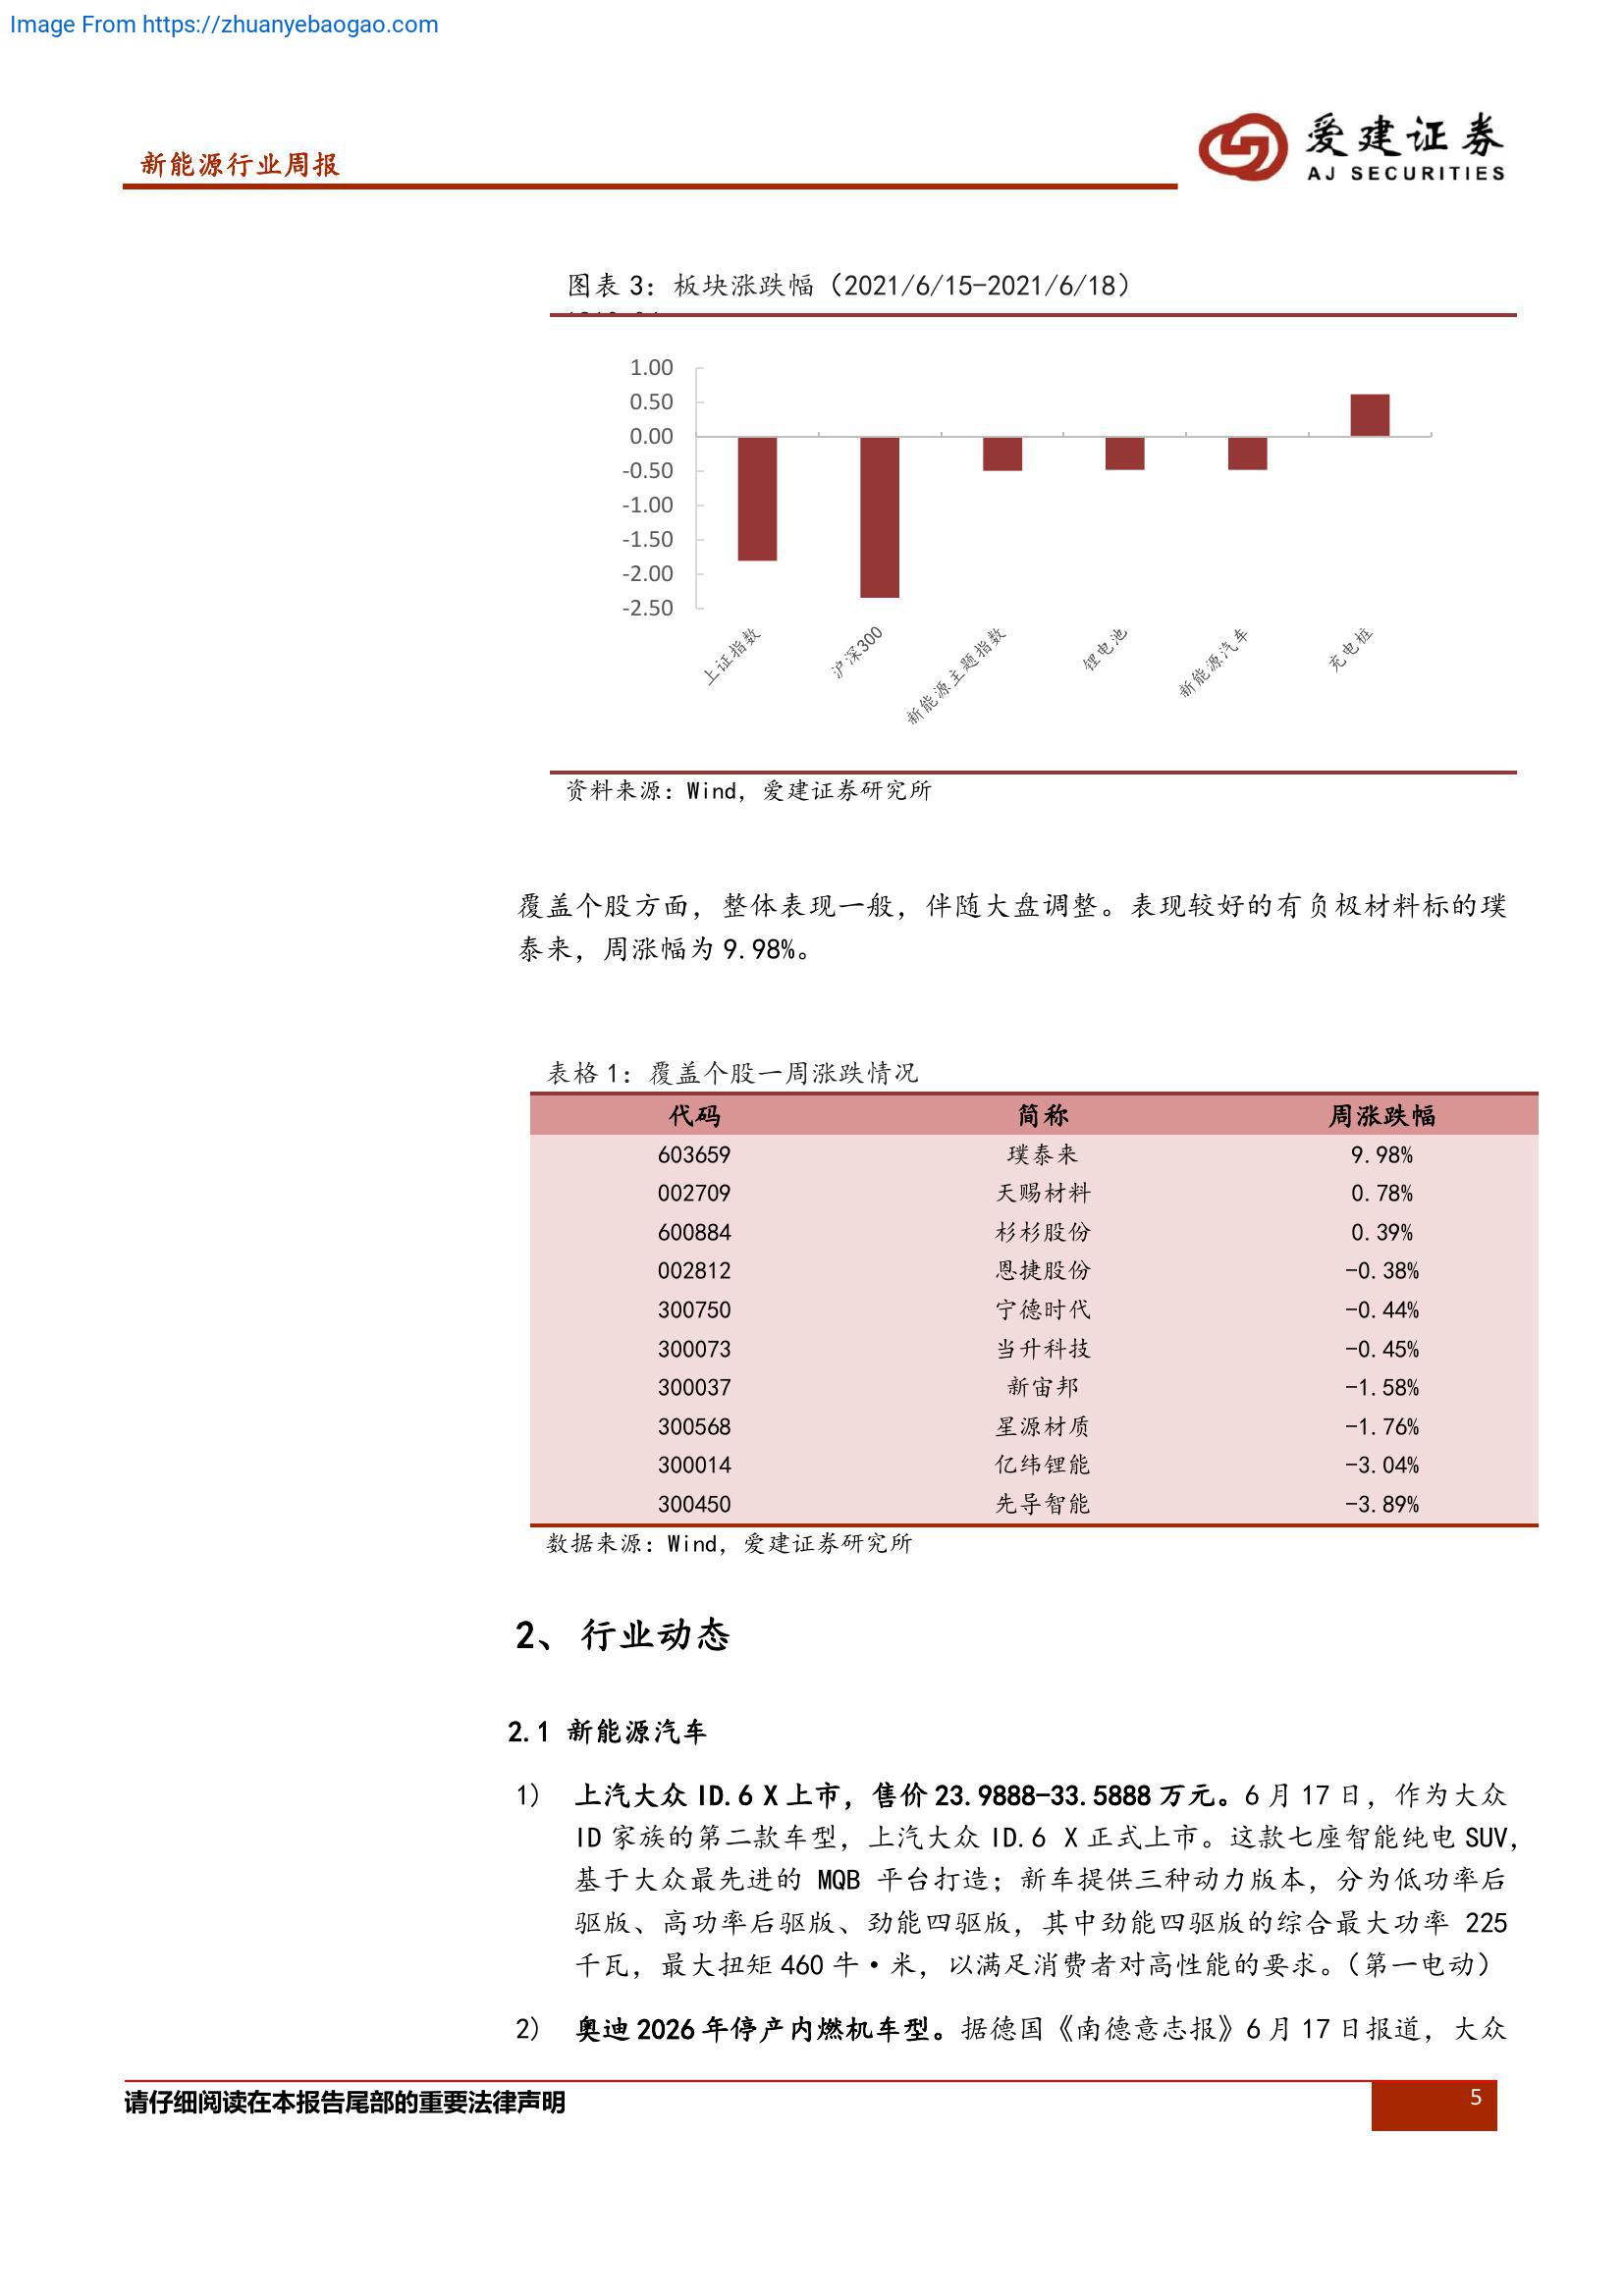 Image From https://zhuanyebaogao.com
新能源行业周报
爱建证券
AJ SECURITIES
图表 3：板块涨跌幅（2021/6/15-2021/6/18）
1.00
0.50
0.00
-0.50
-1.00
-1.50
-2.00
-2.50
上证指数
沪深300
新能源主题指数
锂电池
新能源汽车
充电桩
资料来源：Wind，爱建证券研究所
覆盖个股方面，整体表现一般，伴随大盘调整。表现较好的有负极材料标的璞
泰来，周涨幅为 9.98%。
表格 1：覆盖个股一周涨跌情况
代码 简称 周涨跌幅
603659 璞泰来 9.98%
002709 天赐材料 0.78%
600884 杉杉股份 0.39%
002812 恩捷股份 -0.38%
300750 宁德时代 -0.44%
300073 当升科技 -0.45%
300037 新宙邦 -1.58%
300568 星源材质 -1.76%
300014 亿纬锂能 -3.04%
300450 先导智能 -3.89%
数据来源：Wind，爱建证券研究所
2、 行业动态
2.1 新能源汽车
1) 上汽大众 ID.6 X 上市，售价 23.9888-33.5888 万元。6 月 17 日，作为大众
ID 家族的第二款车型，上汽大众 ID.6 X 正式上市。这款七座智能纯电 SUV，
基于大众最先进的 MQB 平台打造；新车提供三种动力版本，分为低功率后
驱版、高功率后驱版、劲能四驱版，其中劲能四驱版的综合最大功率 225
千瓦，最大扭矩 460 牛·米，以满足消费者对高性能的要求。（第一电动）
2) 奥迪 2026 年停产内燃机车型。据德国《南德意志报》6 月 17 日报道，大众
请仔细阅读在本报告尾部的重要法律声明
5